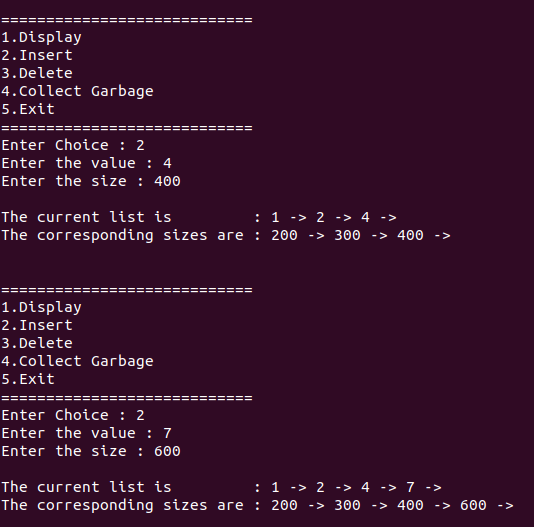 ============================
1.Display
2.Insert
3.Delete
4.Collect Garbage
5.Exit
============================
Enter Choice : 2
Enter the value : 4
Enter the size : 400
The current list is         : 1 -> 2 -> 4 ->
The corresponding sizes are : 200 -> 300 -> 400 ->
============================
1.Display
2.Insert
3.Delete
4.Collect Garbage
5.Exit
============================
Enter Choice : 2
Enter the value : 7
Enter the size : 600
The current list is         : 1 -> 2 -> 4 -> 7 ->
The corresponding sizes are : 200 -> 300 -> 400 -> 600 ->